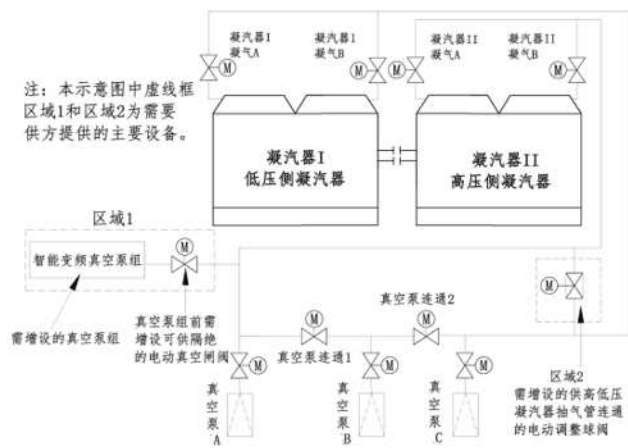 凝汽器I
凝气A
凝汽器I
凝气B
凝汽器II
凝气A
凝汽器II
凝气B
M
M
M
M
注：本示意图中虚线框
区域1和区域2为需要
供方提供的主要设备。
凝汽器I
低压侧凝汽器
凝汽器II
高压侧凝汽器
区域1
智能变频真空泵组
M
M
需增设的真空泵组
真空泵组前需
增设可供隔绝
的电动真空闸阀
真空泵连通2
M
M
真空泵连通1
M
M
M
真空泵A
真空泵B
真空泵C
区域2
需增设的供高低压
凝汽器抽气管连通
的电动调整球阀